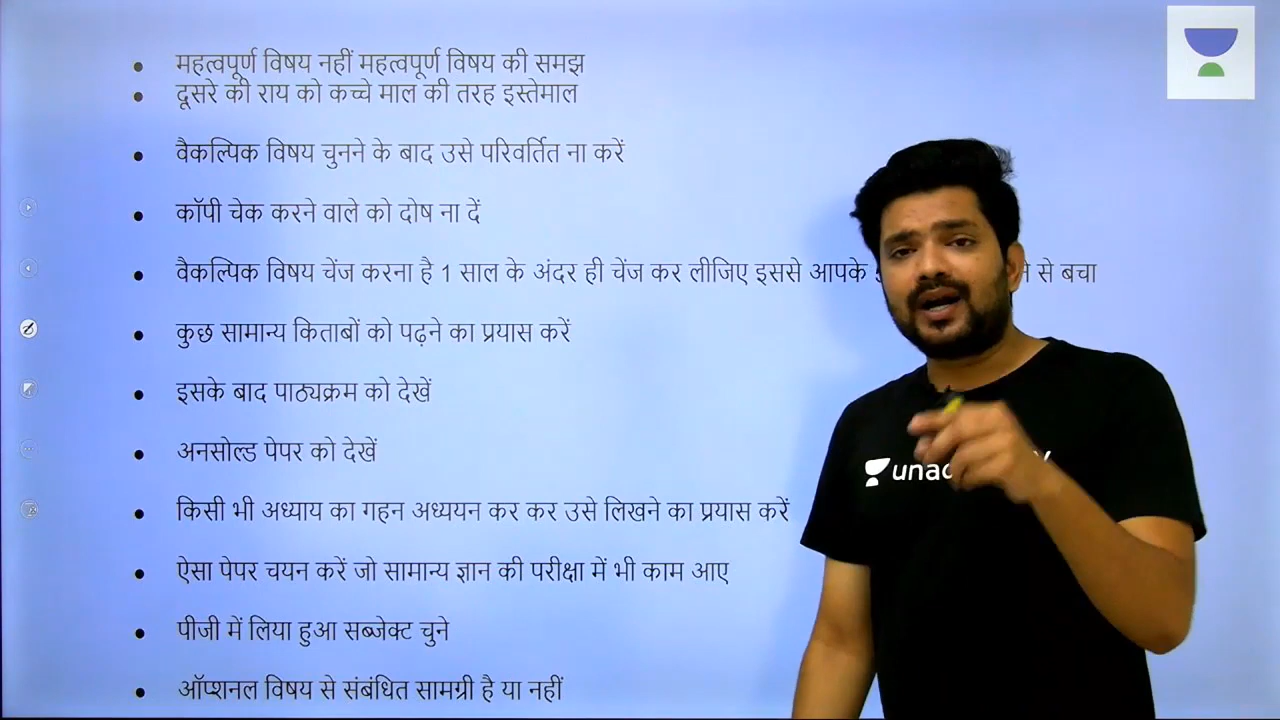 महत्वपूर्ण विषय नहीं महत्वपूर्ण विषय की समझ
दूसरे की राय को कच्चे माल की तरह इस्तेमाल
वैकल्पिक विषय चुनने के बाद उसे परिवर्तित ना करें
कॉपी चेक करने वाले को दोष ना दें
वैकल्पिक विषय चेंज करना है 1 साल के अंदर ही चेंज कर लीजिए इससे आपके से बचा
कुछ सामान्य किताबों को पढ़ने का प्रयास करें
इसके बाद पाठ्यक्रम को देखें
अनसोल्ड पेपर को देखें
किसी भी अध्याय का गहन अध्ययन कर कर उसे लिखने का प्रयास करें
ऐसा पेपर चयन करें जो सामान्य ज्ञान की परीक्षा में भी काम आए
पीजी में लिया हुआ सब्जेक्ट चुने
ऑप्शनल विषय से संबंधित सामग्री है या नहीं